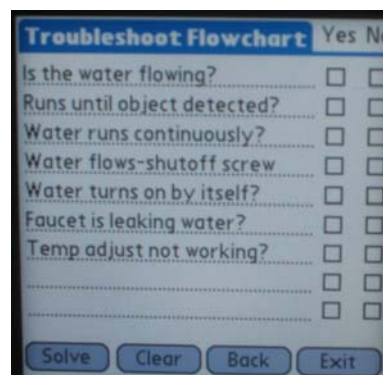 Troubleshoot Flowchart Yes N
Is the water flowing?
Runs until object detected?
Water runs continuously?
Water flows-shutoff screw
Water turns on by itself?
Faucet is leaking water?
Temp adjust not working?
Solve Clear Back Exit